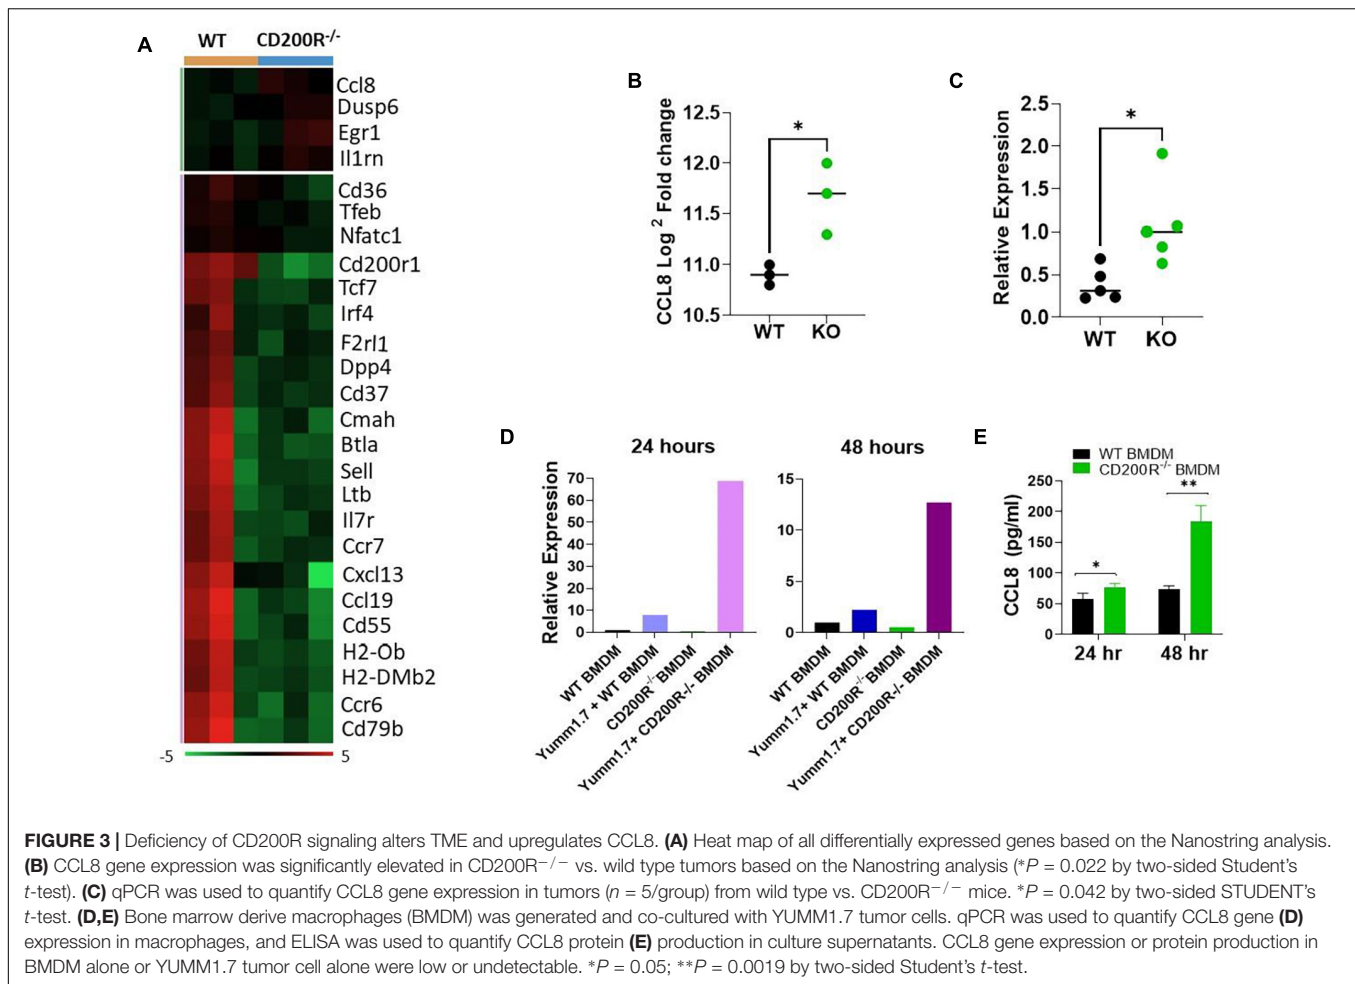 A
WT CD200R-/-
Ccl8
Dusp6
Egr1
Il1rn
Cd36
Tfeb
Nfatc1
Cd200r1
Tcf7
Irf4
F2rl1
Dpp4
Cd37
Cmah
Btla
Sell
Ltb
Il7r
Ccr7
Cxcl13
Ccl19
Cd55
H2-Ob
H2-DMb2
Ccr6
Cd79b
-5 5
B
CCL8 Log 2 Fold change
12.5
12.0
11.5
11.0
10.5
*
WT KO
C
Relative Expression
2.5
2.0
1.5
1.0
0.5
0.0
*
WT KO
D
24 hours
Relative Expression
70
60
50
40
30
20
10
0
WT BMDM
Yumm1.7+ WT BMDM
CD200R-/-BMDM
Yumm1.7+ CD200R-/- BMDM
48 hours
15
10
5
0
WT BMDM
Yumm1.7+ WT BMDM
CD200R-/-BMDM
Yumm1.7+ CD200R-/- BMDM
E
WT BMDM
CD200R-/- BMDM
CCL8 (pg/ml)
250
200
150
100
50
0
*
**
24 hr 48 hr
FIGURE 3 | Deficiency of CD200R signaling alters TME and upregulates CCL8. (A) Heat map of all differentially expressed genes based on the Nanostring analysis.
(B) CCL8 gene expression was significantly elevated in CD200R−/− vs. wild type tumors based on the Nanostring analysis (*P = 0.022 by two-sided Student's
t-test). (C) qPCR was used to quantify CCL8 gene expression in tumors (n = 5/group) from wild type vs. CD200R−/− mice. *P = 0.042 by two-sided STUDENT's
t-test. (D,E) Bone marrow derive macrophages (BMDM) was generated and co-cultured with YUMM1.7 tumor cells. qPCR was used to quantify CCL8 gene (D)
expression in macrophages, and ELISA was used to quantify CCL8 protein (E) production in culture supernatants. CCL8 gene expression or protein production in
BMDM alone or YUMM1.7 tumor cell alone were low or undetectable. *P = 0.05; **P = 0.0019 by two-sided Student's t-test.